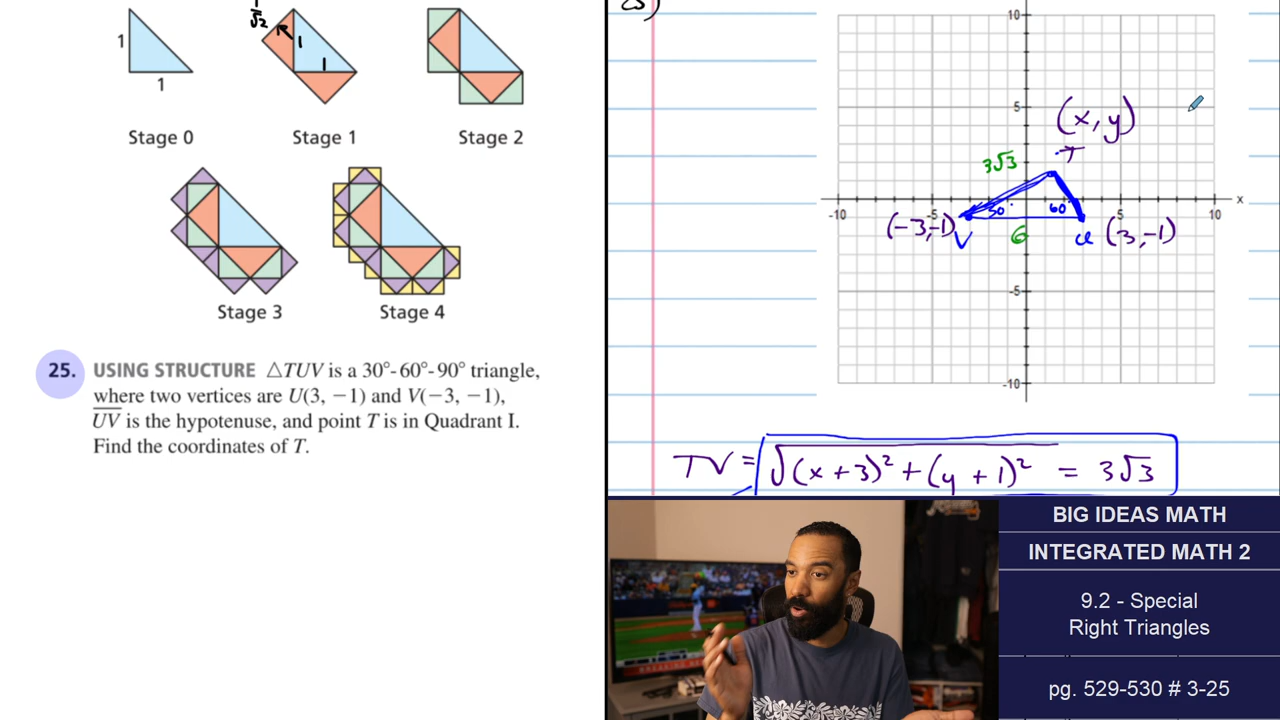 1
1
Stage 0
1
√2
1
1
Stage 1
Stage 2
Stage 3
Stage 4
25. USING STRUCTURE △TUV is a 30°-60°-90° triangle,
where two vertices are U(3, −1) and V(−3, −1),
UV is the hypotenuse, and point T is in Quadrant I.
Find the coordinates of T.
25)
10
5
(x, y)
T
3√3
30°
60°
-10
-5
5
10
x
(-3,-1)
V
6
U
(3,-1)
-5
-10
TV = √(x+3)² + (y+1)² = 3√3
BIG IDEAS MATH
INTEGRATED MATH 2
9.2 - Special
Right Triangles
pg. 529-530 # 3-25